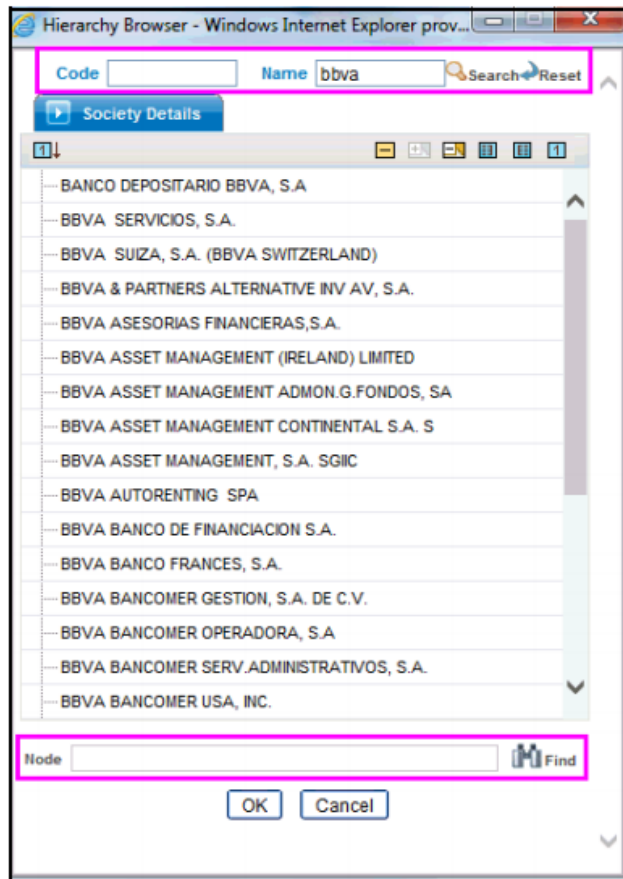 Hierarchy Browser - Windows Internet Explorer prov...
Code Name bbva Search Reset
Society Details
BANCO DEPOSITARIO BBVA, S.A
BBVA  SERVICIOS, S.A.
BBVA  SUIZA, S.A. (BBVA SWITZERLAND)
BBVA & PARTNERS ALTERNATIVE INV AV, S.A.
BBVA ASESORIAS FINANCIERAS,S.A.
BBVA ASSET MANAGEMENT (IRELAND) LIMITED
BBVA ASSET MANAGEMENT ADMON.G.FONDOS, SA
BBVA ASSET MANAGEMENT CONTINENTAL S.A. S
BBVA ASSET MANAGEMENT, S.A. SGIIC
BBVA AUTORENTING  SPA
BBVA BANCO DE FINANCIACION S.A.
BBVA BANCO FRANCES, S.A.
BBVA BANCOMER GESTION, S.A. DE C.V.
BBVA BANCOMER OPERADORA, S.A
BBVA BANCOMER SERV.ADMINISTRATIVOS, S.A.
BBVA BANCOMER USA, INC.
Node Find
OK Cancel